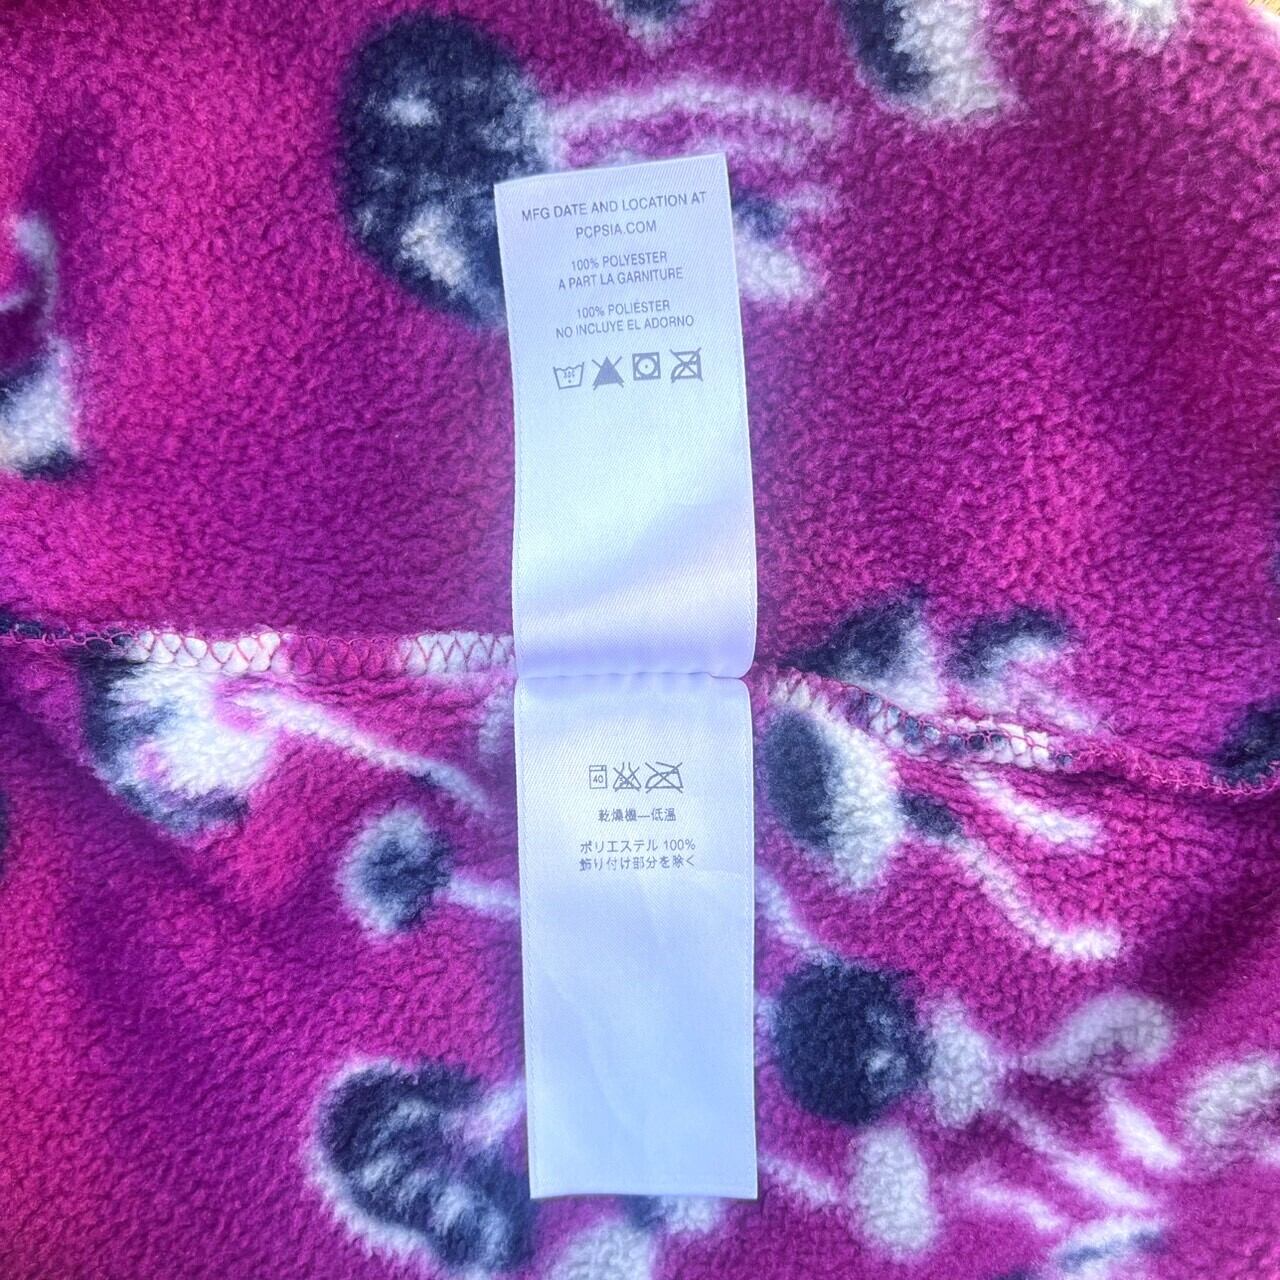 MFG DATE AND LOCATION AT
PCPSIA.COM
100% POLYESTER
A PART LA GARNITURE
100% POLIÉSTER
NO INCLUYE EL ADORNO
40
乾燥機—低温
ポリエステル 100%
飾り付け部分を除く